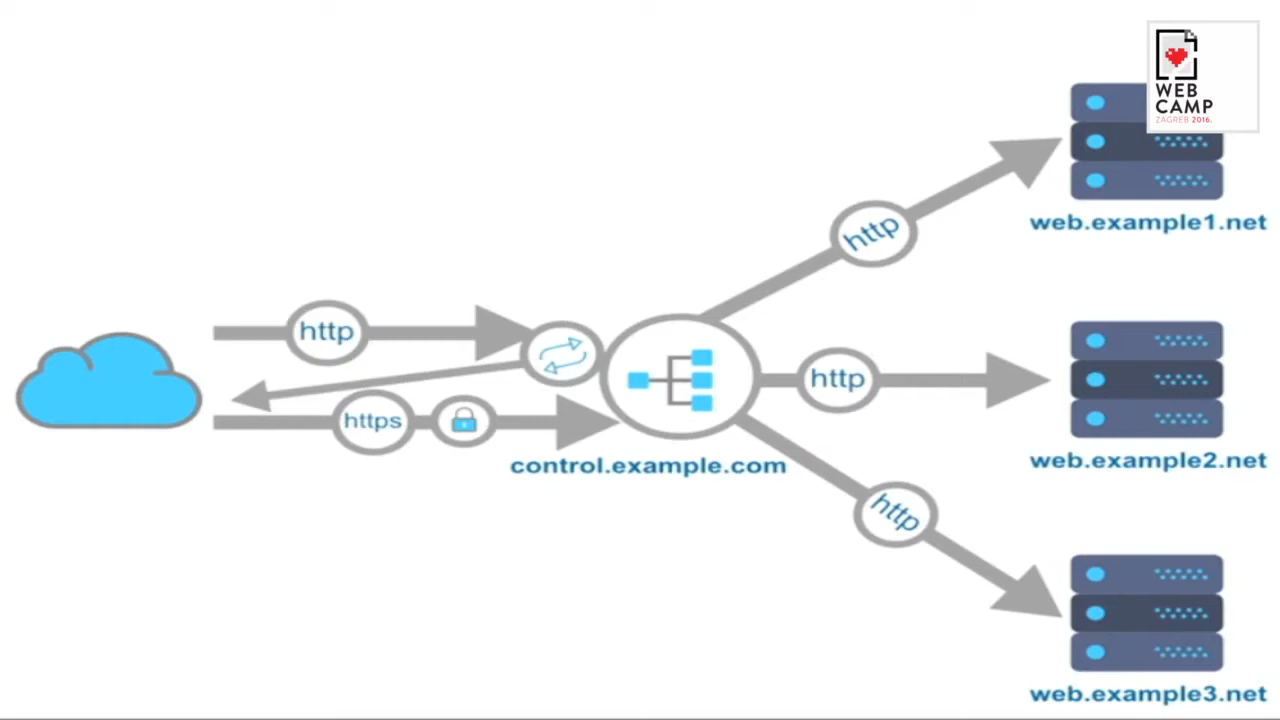 WEB
CAMP
ZAGREB 2016.
http
web.example1.net
http
http
https
control.example.com
web.example2.net
http
web.example3.net